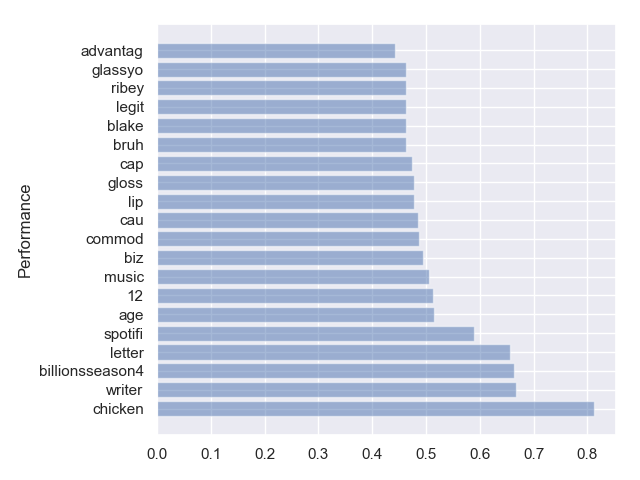 advantag
glassyo
ribey
legit
blake
bruh
cap
gloss
lip
cau
commod
biz
music
12
age
spotifi
letter
billionsseason4
writer
chicken
Performance
0.0 0.1 0.2 0.3 0.4 0.5 0.6 0.7 0.8